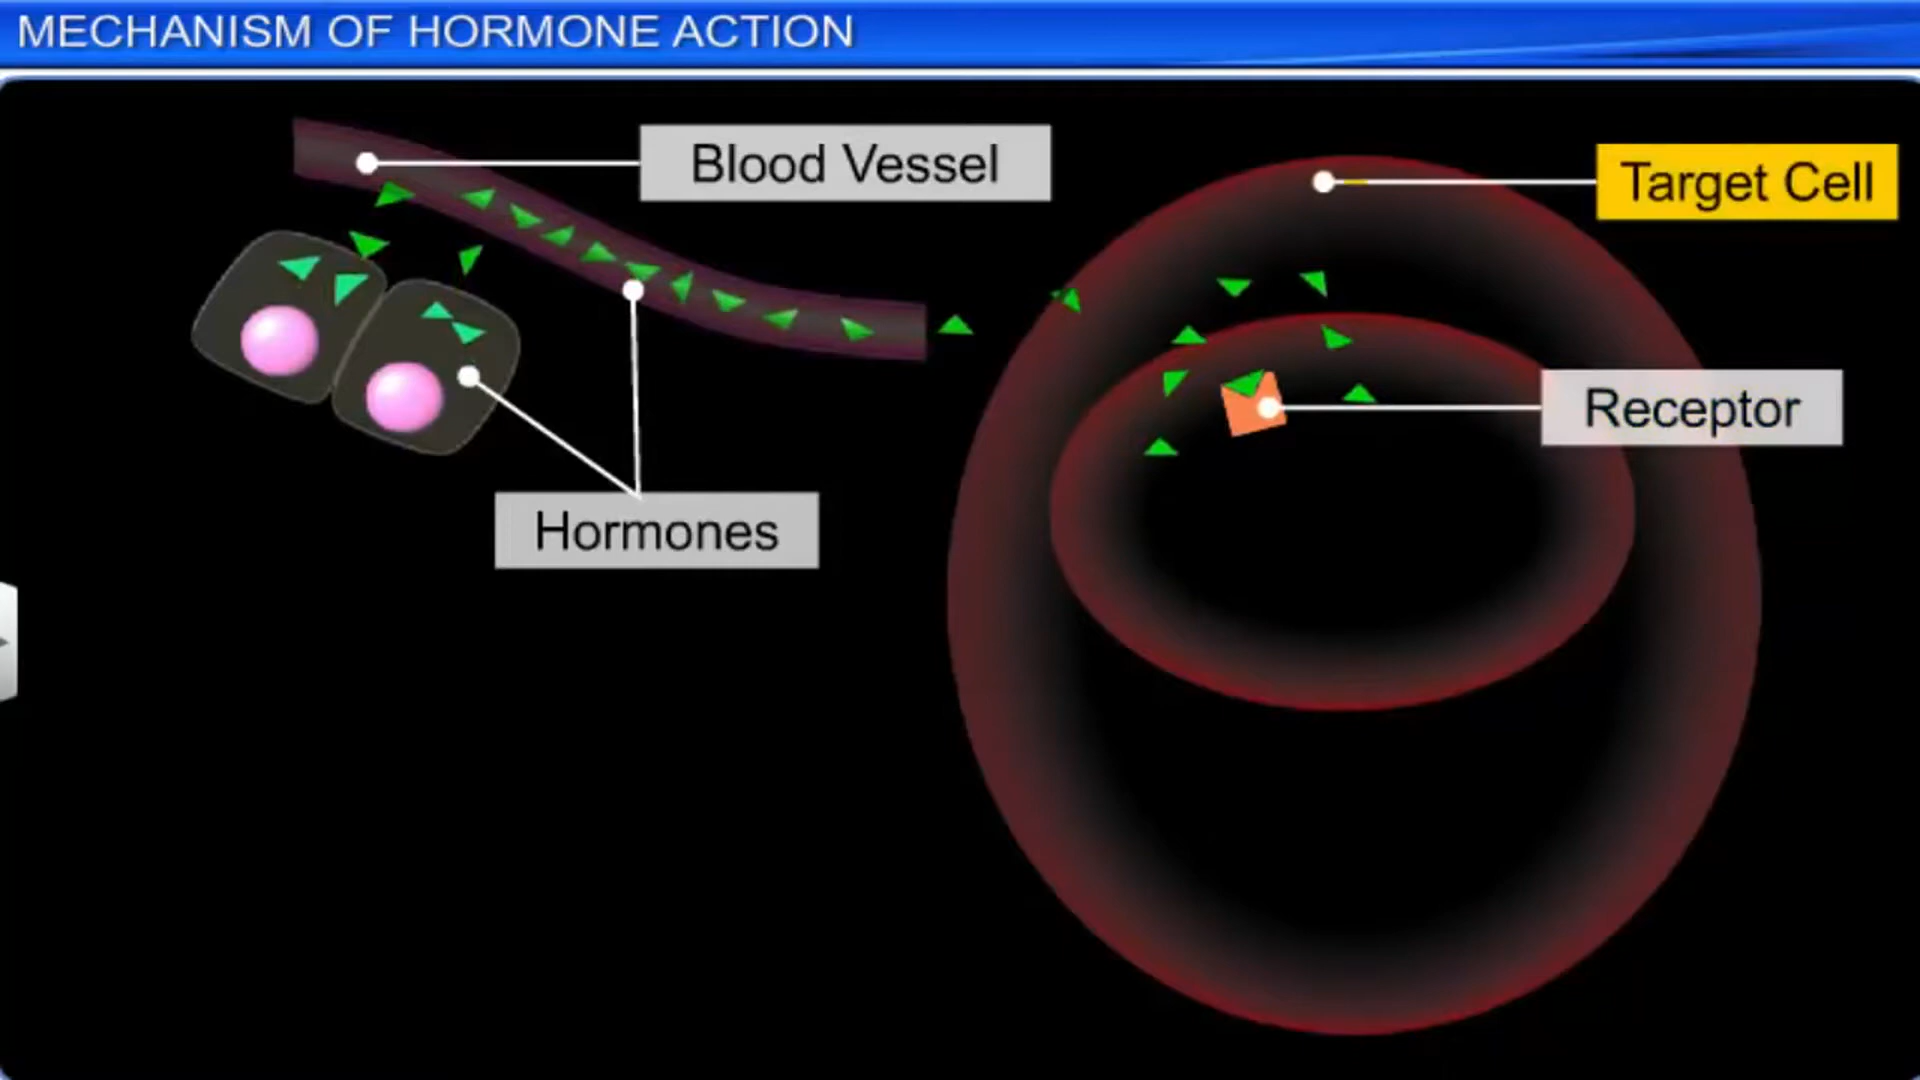 MECHANISM OF HORMONE ACTION
Blood Vessel
Target Cell
Receptor
Hormones